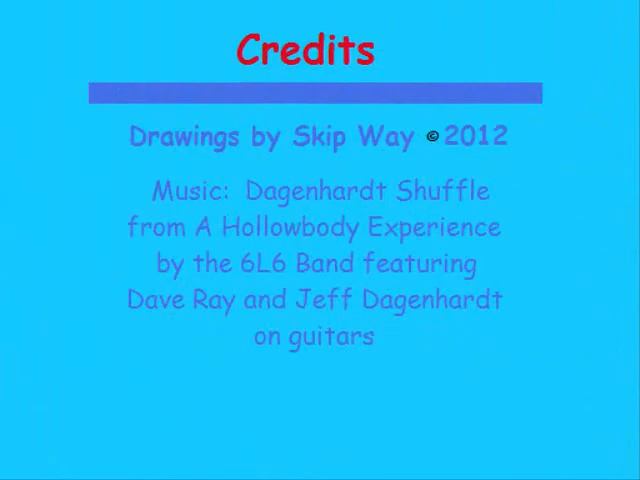 Credits
Drawings by Skip Way © 2012
Music:  Dagenhardt Shuffle
from A Hollowbody Experience
by the 6L6 Band featuring
Dave Ray and Jeff Dagenhardt
on guitars